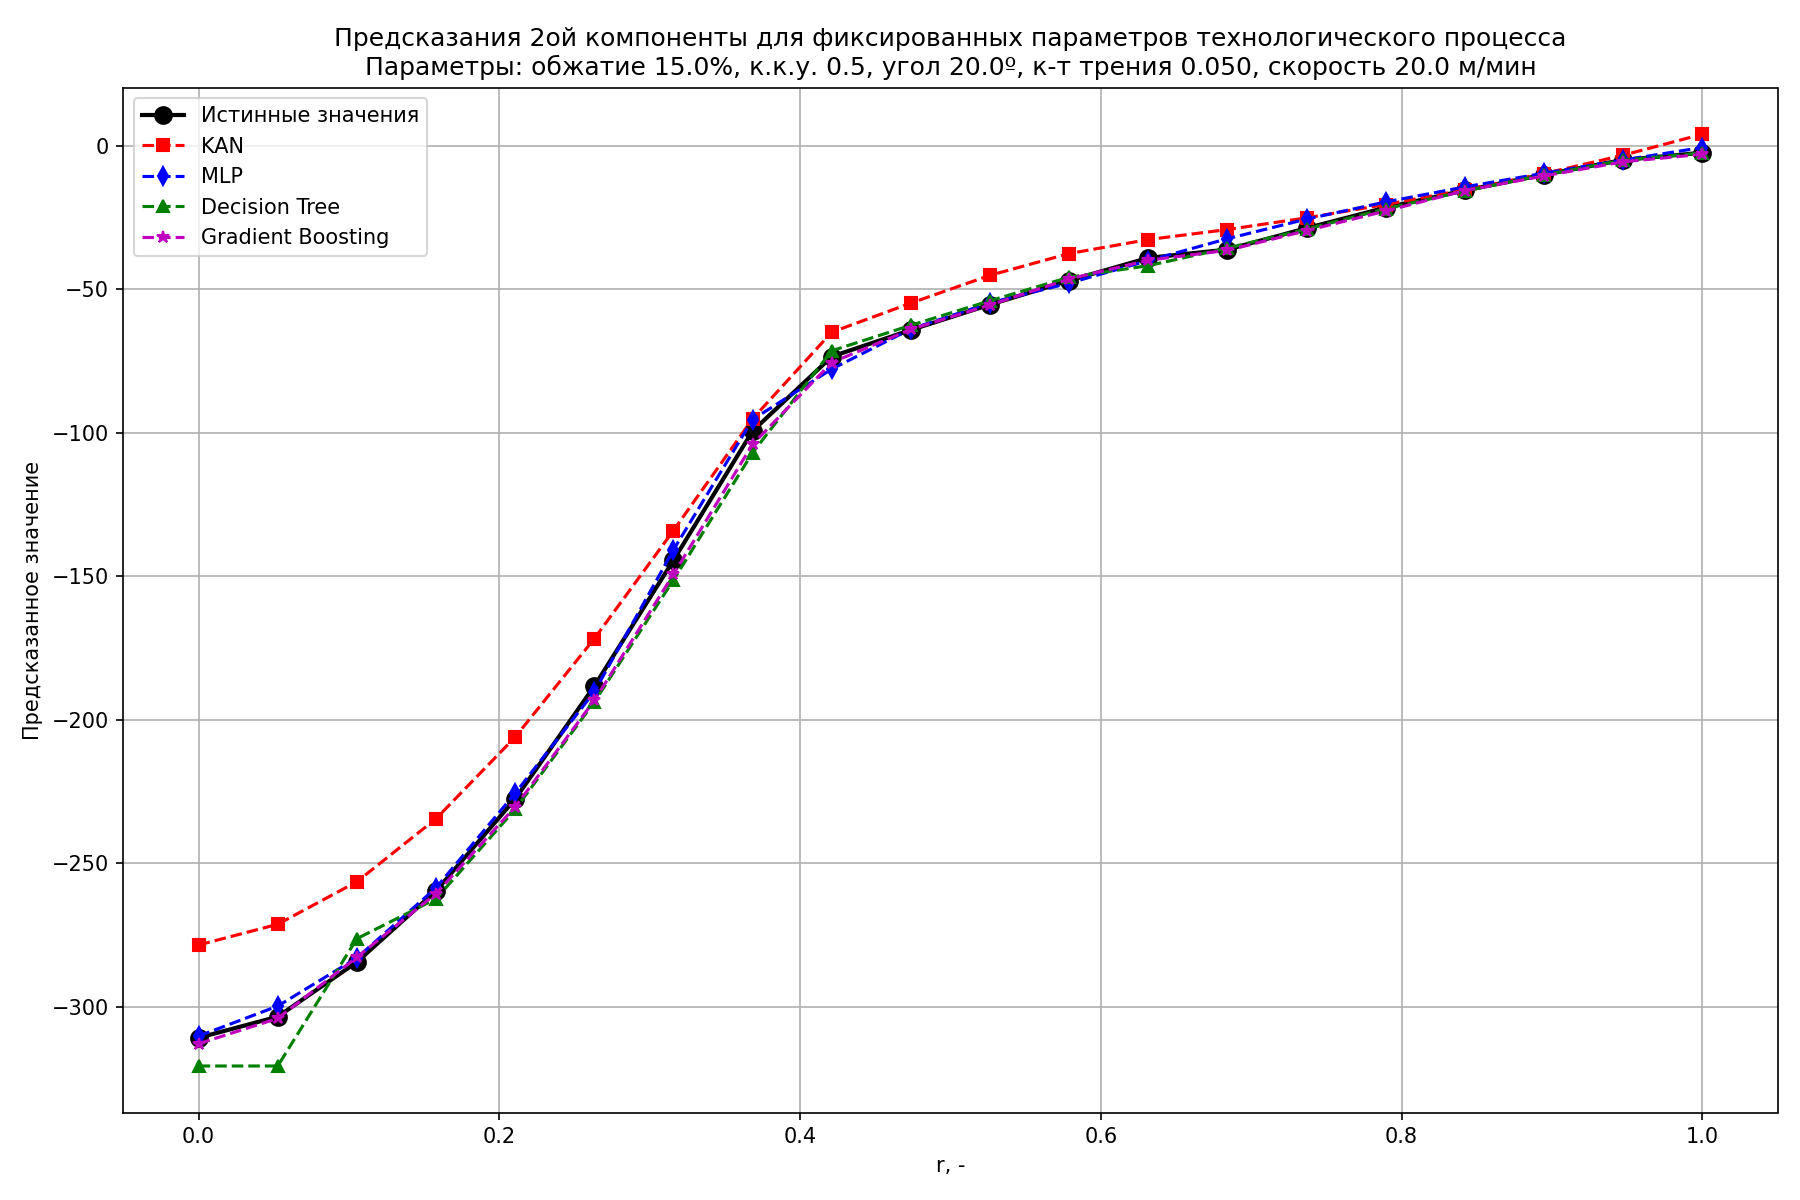 Предсказания 2ой компоненты для фиксированных параметров технологического процесса
Параметры: обжатие 15.0%, к.к.у. 0.5, угол 20.0º, к-т трения 0.050, скорость 20.0 м/мин
Истинные значения
KAN
MLP
Decision Tree
Gradient Boosting
Предсказанное значение
0
−50
−100
−150
−200
−250
−300
0.0
0.2
0.4
0.6
0.8
1.0
r, -